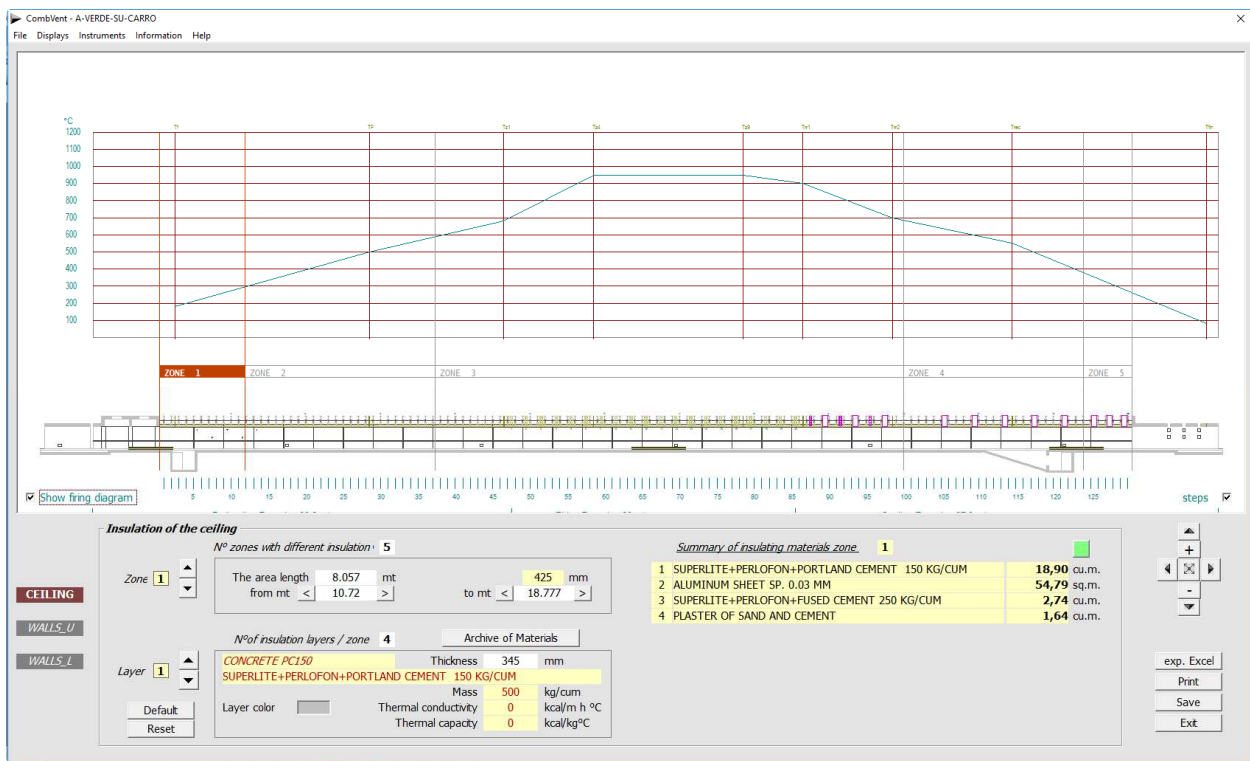 CombVent - A-VERDE-SU-CARRO
File Displays Instruments Information Help
°C
1200
1100
1000
900
800
700
600
500
400
300
200
100
ZONE 1 ZONE 2 ZONE 3 ZONE 4 ZONE 5
Show firing diagram
5 10 12 15 20 25 30 35 40 45 50 55 60 65 70 75 80 85 90 95 100 105 110 115 120 125
steps
Insulation of the ceiling
N° zones with different insulation 5
Zone 1
The area length 8.057 mt 425 mm
from mt < 10.72 > to mt < 18.777 >
N°of insulation layers / zone 4 Archive of Materials
Layer 1
CONCRETE PC150 Thickness 345 mm
SUPERLITE+PERLOFON+PORTLAND CEMENT 150 KG/CUM
Mass 500 kg/cum
Layer color Thermal conductivity 0 kcal/m h °C
Thermal capacity 0 kcal/kg°C
Default
Reset
CEILING
WALLS_U
WALLS_L
Summary of insulating materials zone 1
1 SUPERLITE+PERLOFON+PORTLAND CEMENT 150 KG/CUM 18,90 cu.m.
2 ALUMINUM SHEET SP. 0.03 MM 54,79 sq.m.
3 SUPERLITE+PERLOFON+FUSED CEMENT 250 KG/CUM 2,74 cu.m.
4 PLASTER OF SAND AND CEMENT 1,64 cu.m.
+
-
exp. Excel
Print
Save
Exit